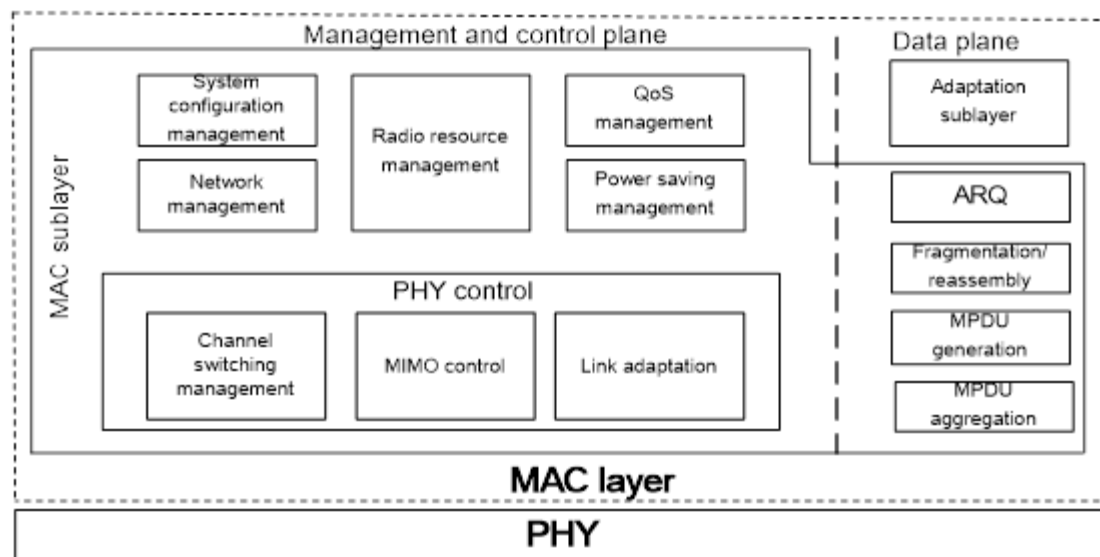 Management and control plane
Data plane
MAC sublayer
System
configuration
management
Radio resource
management
QoS
management
Adaptation
sublayer
Network
management
Power saving
management
ARQ
Fragmentation/
reassembly
PHY control
Channel
switching
management
MIMO control
Link adaptation
MPDU
generation
MPDU
aggregation
MAC layer
PHY